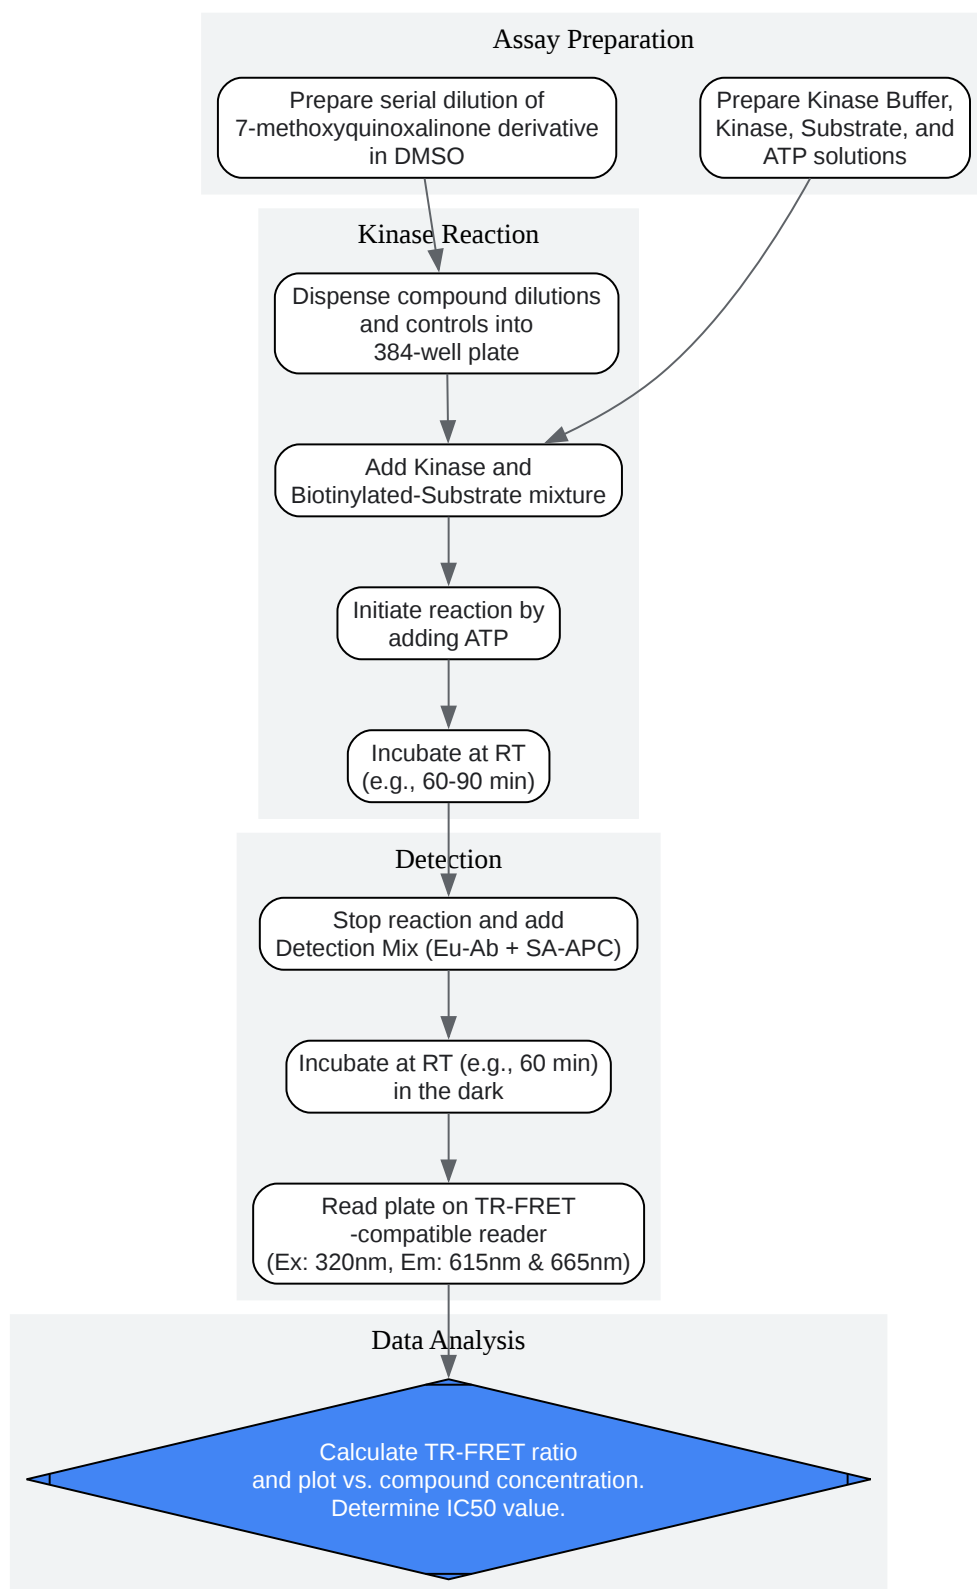 Assay Preparation
Prepare serial dilution of
7-methoxyquinoxalinone derivative
in DMSO
Prepare Kinase Buffer,
Kinase, Substrate, and
ATP solutions
Kinase Reaction
Dispense compound dilutions
and controls into
384-well plate
Add Kinase and
Biotinylated-Substrate mixture
Initiate reaction by
adding ATP
Incubate at RT
(e.g., 60-90 min)
Detection
Stop reaction and add
Detection Mix (Eu-Ab + SA-APC)
Incubate at RT (e.g., 60 min)
in the dark
Read plate on TR-FRET
-compatible reader
(Ex: 320nm, Em: 615nm & 665nm)
Data Analysis
Calculate TR-FRET ratio
and plot vs. compound concentration.
Determine IC50 value.